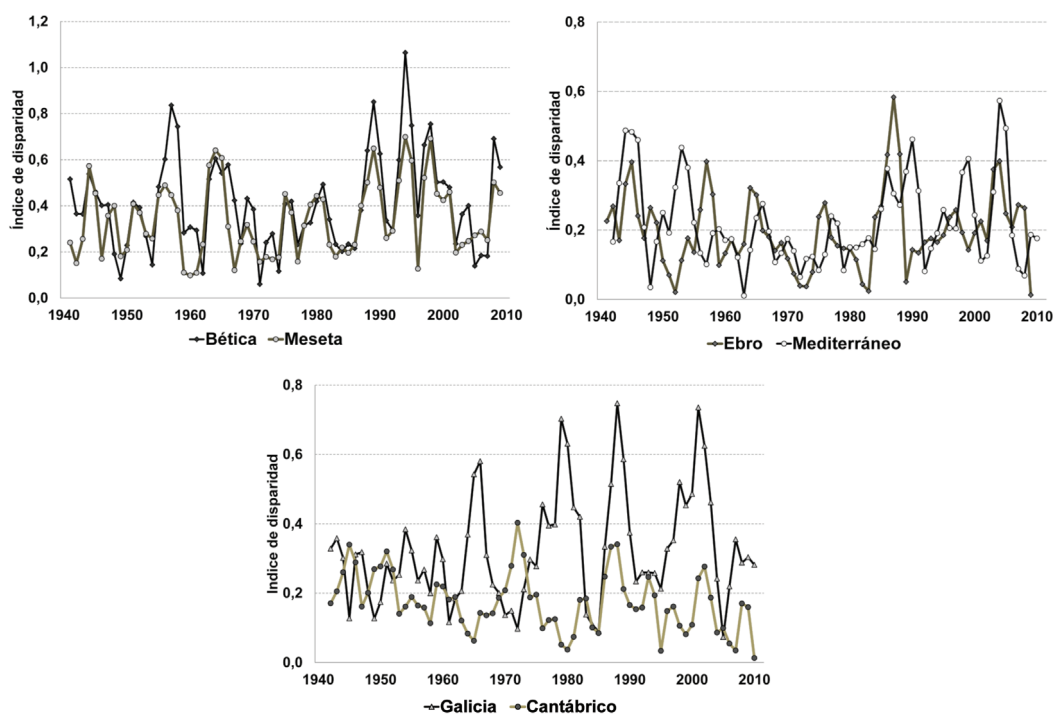 Índice de disparidad
1,2
1,0
0,8
0,6
0,4
0,2
0,0
1940 1950 1960 1970 1980 1990 2000 2010
Bética Meseta
Índice de disparidad
0,8
0,6
0,4
0,2
0,0
1940 1950 1960 1970 1980 1990 2000 2010
Ebro Mediterráneo
Indice de disparidad
0,8
0,6
0,4
0,2
0,0
1940 1950 1960 1970 1980 1990 2000 2010
Galicia Cantábrico